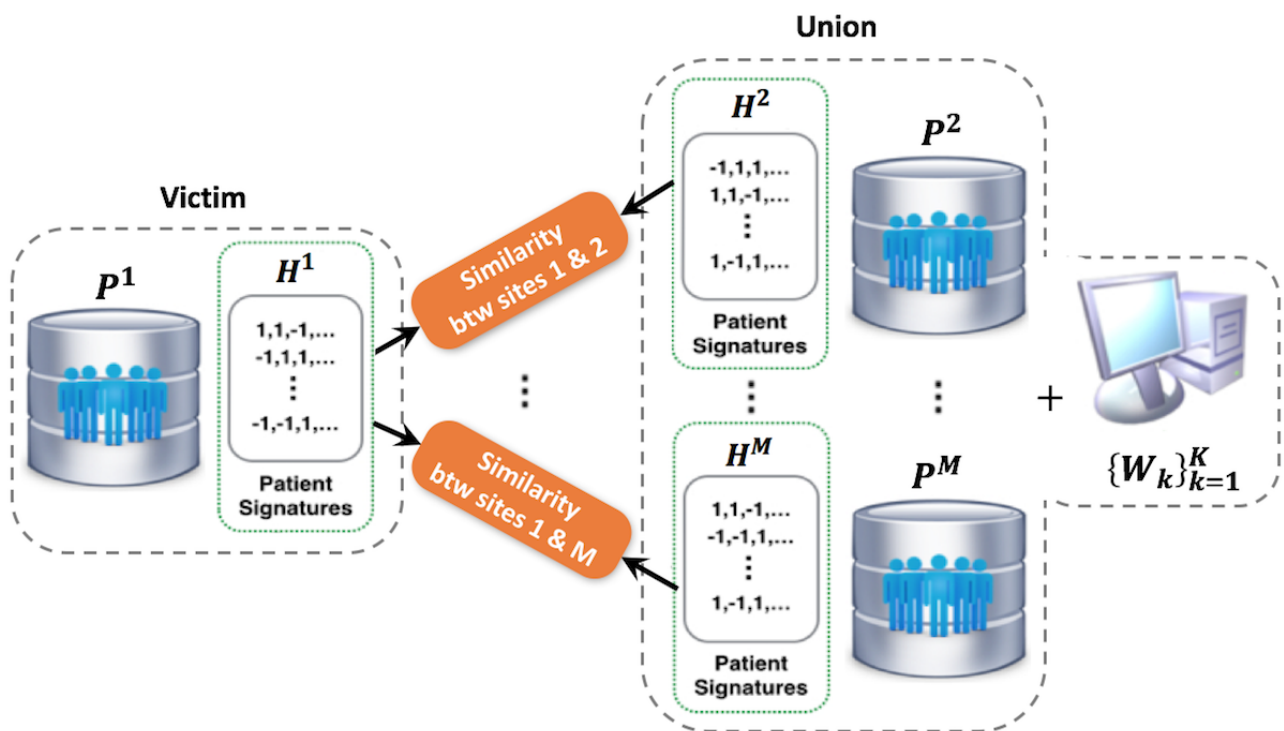 Union
Victim
P^1
H^1
1,1,-1,...
-1,1,1,...
⋮
-1,-1,1,...
Patient
Signatures
Similarity
btw sites 1 & 2
⋮
Similarity
btw sites 1 & M
H^2
-1,1,1,...
1,1,-1,...
⋮
1,-1,1,...
Patient
Signatures
P^2
⋮
⋮
H^M
1,1,-1,...
-1,-1,1,...
⋮
1,-1,1,...
Patient
Signatures
P^M
+
{W_k}_{k=1}^K